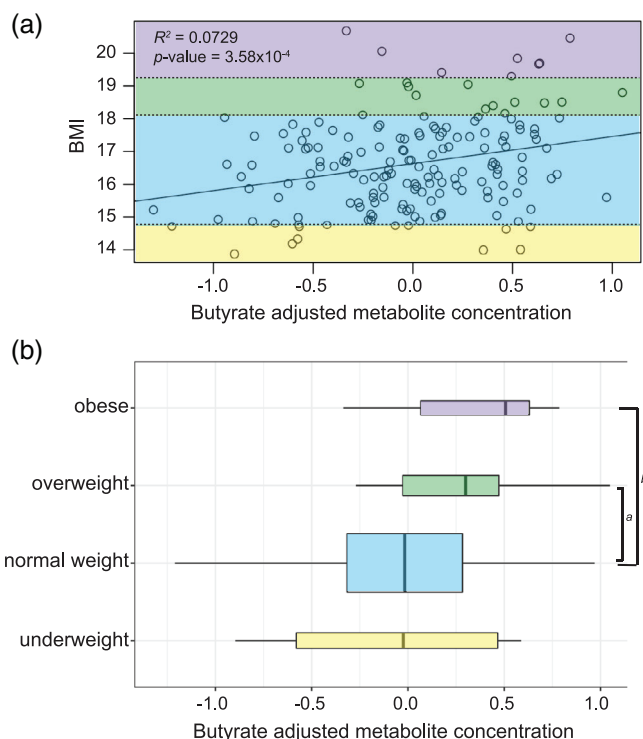 (a)
R² = 0.0729
p-value = 3.58x10⁻⁴
BMI
20
19
18
17
16
15
14
-1.0 -0.5 0.0 0.5 1.0
Butyrate adjusted metabolite concentration
(b)
obese
overweight
normal weight
underweight
a
-1.0 -0.5 0.0 0.5 1.0
Butyrate adjusted metabolite concentration